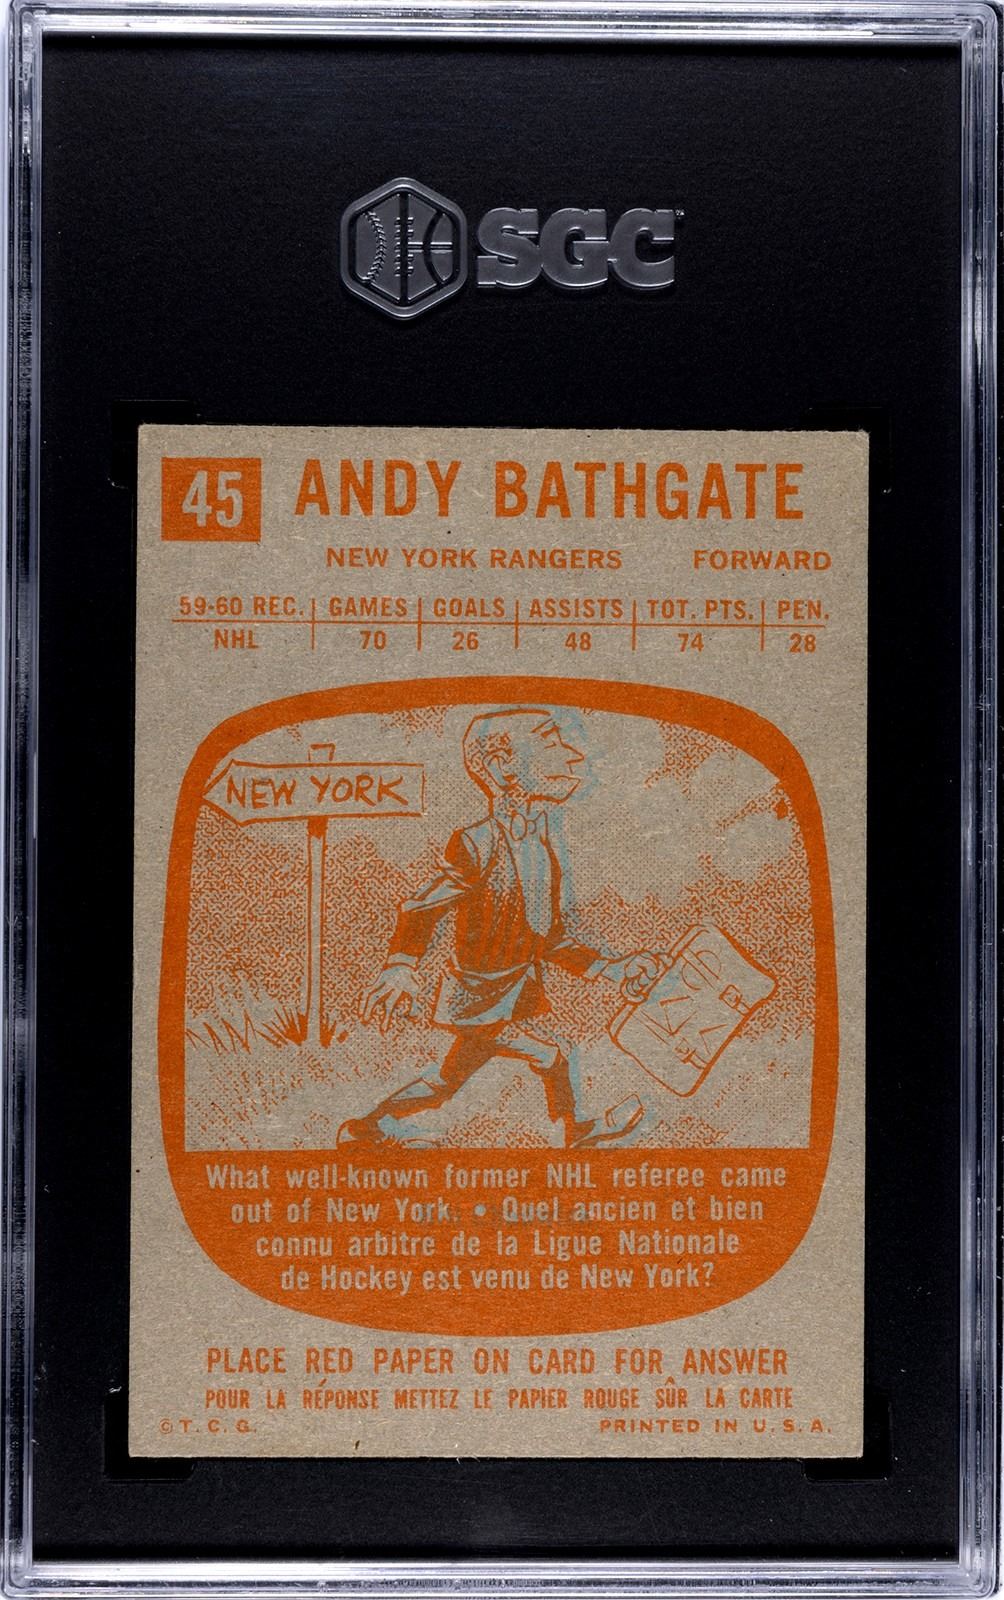 SGC
45 ANDY BATHGATE
NEW YORK RANGERS FORWARD
59-60 REC. GAMES GOALS ASSISTS TOT. PTS. PEN.
NHL 70 26 48 74 28
NEW YORK
What well-known former NHL referee came
out of New York. • Quel ancien et bien
connu arbitre de la Ligue Nationale
de Hockey est venu de New York?
PLACE RED PAPER ON CARD FOR ANSWER
POUR LA RÉPONSE METTEZ LE PAPIER ROUGE SÛR LA CARTE
© T. C. G. PRINTED IN U. S. A.